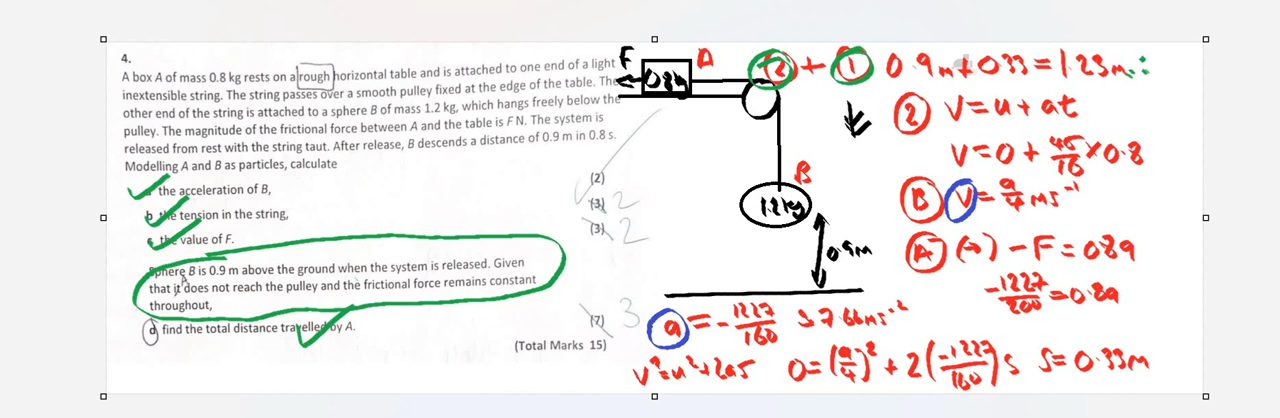 4.
A box A of mass 0.8 kg rests on a rough horizontal table and is attached to one end of a light
inextensible string. The string passes over a smooth pulley fixed at the edge of the table. The
other end of the string is attached to a sphere B of mass 1.2 kg, which hangs freely below the
pulley. The magnitude of the frictional force between A and the table is F N. The system is
released from rest with the string taut. After release, B descends a distance of 0.9 m in 0.8 s.
Modelling A and B as particles, calculate
the acceleration of B,
(2)
b the tension in the string,
(3) 2
c the value of F.
(3) 2
Sphere B is 0.9 m above the ground when the system is released. Given
that it does not reach the pulley and the frictional force remains constant
throughout,
A
d find the total distance travelled by A.
(7) 3
(Total Marks 15)
F
0.8kg
A
B
1.2kg
0.9m
② + ① 0.9m + 0.33 = 1.23m.
② V = u + at
V = 0 + 45/16 × 0.8
Ⓑ V = 9/4 ms⁻¹
Ⓐ (→) − F = 0.8a
-1227/200 = 0.8a
a = -1227/160 7.66ms⁻²
V² = u² + 2as 0 = (9/4)² + 2(-1227/160)s S = 0.33m